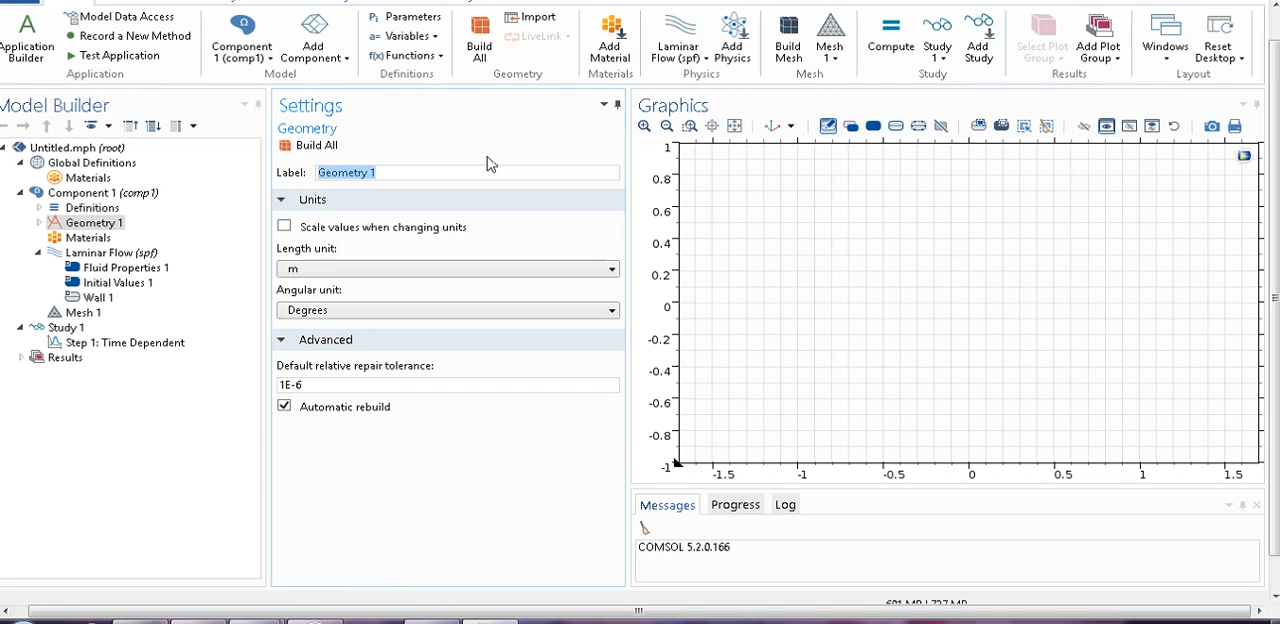 Application Builder
Model Data Access
Record a New Method
Test Application
Application
Component 1 (comp1)
Add Component
Model
Pi Parameters
a= Variables
f(x) Functions
Definitions
Build All
Import
LiveLink
Geometry
Add Material
Materials
Laminar Flow (spf)
Add Physics
Physics
Build Mesh
Mesh 1
Mesh
Compute
Study 1
Add Study
Study
Select Plot Group
Add Plot Group
Results
Windows
Reset Desktop
Layout
Model Builder
Untitled.mph (root)
Global Definitions
Materials
Component 1 (comp1)
Definitions
Geometry 1
Materials
Laminar Flow (spf)
Fluid Properties 1
Initial Values 1
Wall 1
Mesh 1
Study 1
Step 1: Time Dependent
Results
Settings
Geometry
Build All
Label: Geometry 1
Units
Scale values when changing units
Length unit:
m
Angular unit:
Degrees
Advanced
Default relative repair tolerance:
1E-6
Automatic rebuild
Graphics
1
0.8
0.6
0.4
0.2
0
-0.2
-0.4
-0.6
-0.8
-1
-1.5 -1 -0.5 0 0.5 1 1.5
Messages Progress Log
COMSOL 5.2.0.166